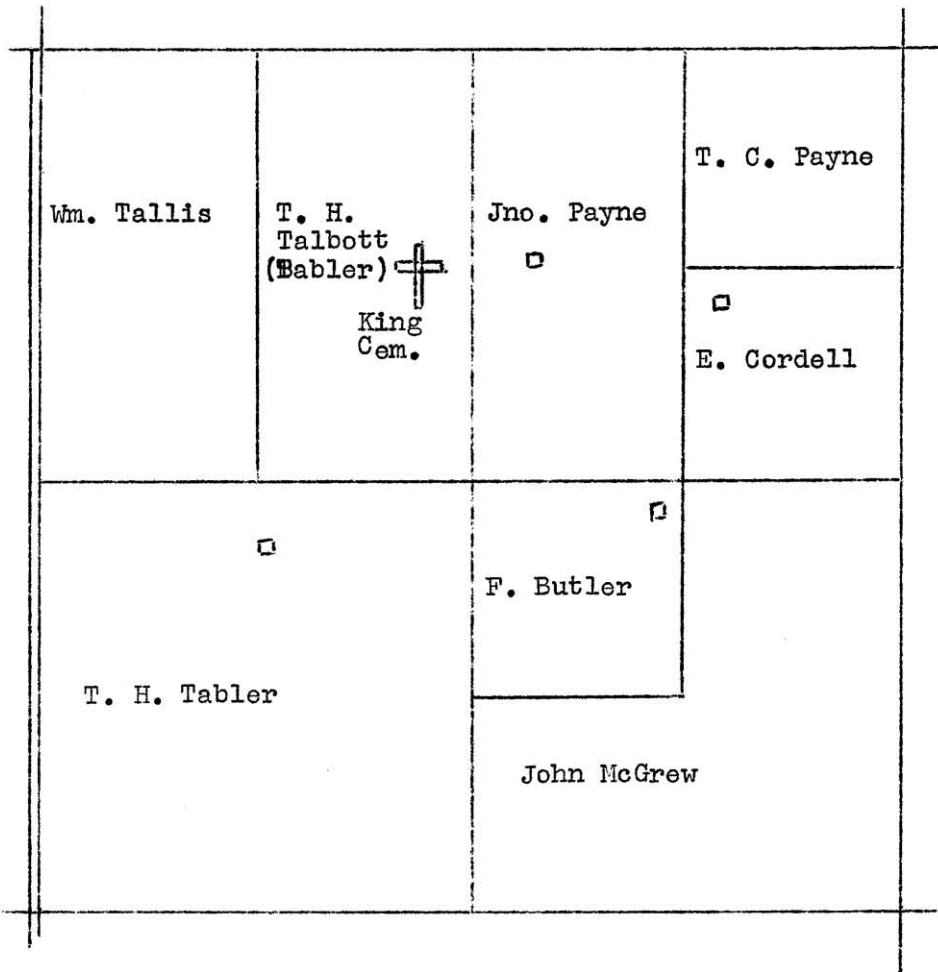 T. C. Payne
Wm. Tallis
T. H.
Talbott
(Babler)
King
Cem.
Jno. Payne
E. Cordell
F. Butler
T. H. Tabler
John McGrew